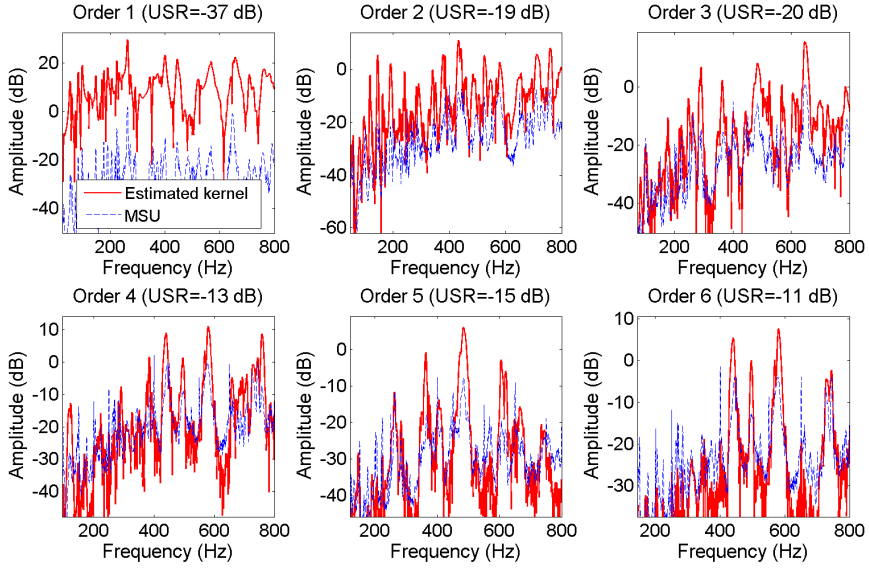 Order 1 (USR=-37 dB)
Order 2 (USR=-19 dB)
Order 3 (USR=-20 dB)
Amplitude (dB)
20
0
-20
-40
Estimated kernel
MSU
200 400 600 800
Frequency (Hz)
Amplitude (dB)
0
-20
-40
-60
200 400 600 800
Frequency (Hz)
Amplitude (dB)
0
-20
-40
200 400 600 800
Frequency (Hz)
Order 4 (USR=-13 dB)
Order 5 (USR=-15 dB)
Order 6 (USR=-11 dB)
Amplitude (dB)
10
0
-10
-20
-30
-40
200 400 600 800
Frequency (Hz)
Amplitude (dB)
0
-10
-20
-30
-40
200 400 600 800
Frequency (Hz)
Amplitude (dB)
10
0
-10
-20
-30
200 400 600 800
Frequency (Hz)